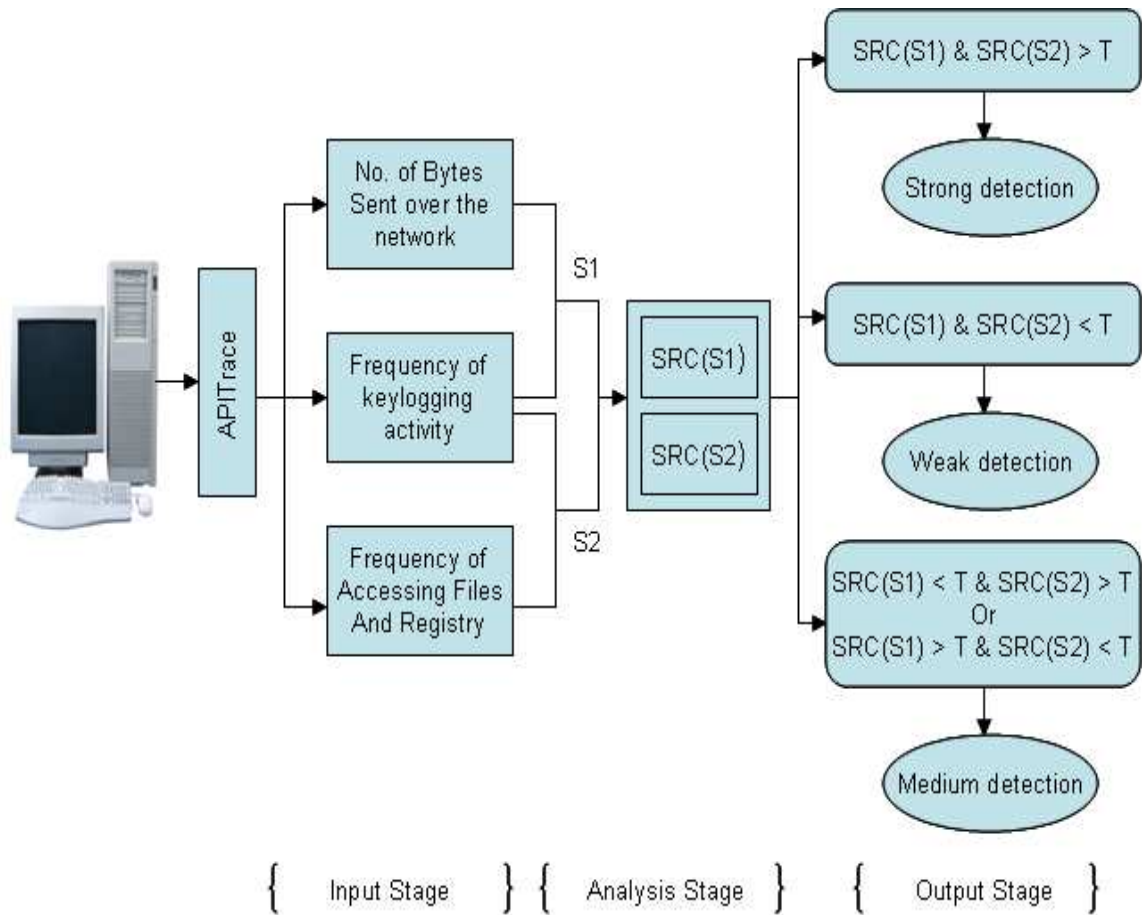 APITrace
No. of Bytes
Sent over the
network
Frequency of
keylogging
activity
Frequency of
Accessing Files
And Registry
S1
S2
SRC(S1)
SRC(S2)
SRC(S1) & SRC(S2) > T
Strong detection
SRC(S1) & SRC(S2) < T
Weak detection
SRC(S1) < T & SRC(S2) > T
Or
SRC(S1) > T & SRC(S2) < T
Medium detection
{ Input Stage }
{ Analysis Stage }
{ Output Stage }